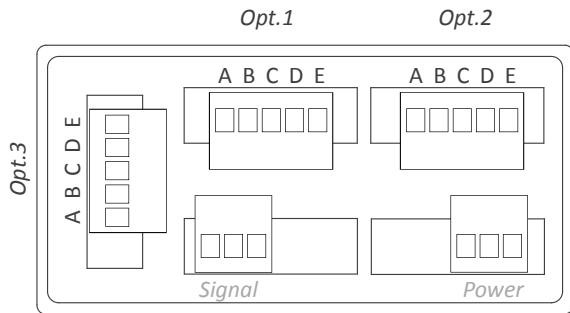 Opt.1 Opt.2
A B C D E A B C D E
Opt.3
A B C D E
Signal Power